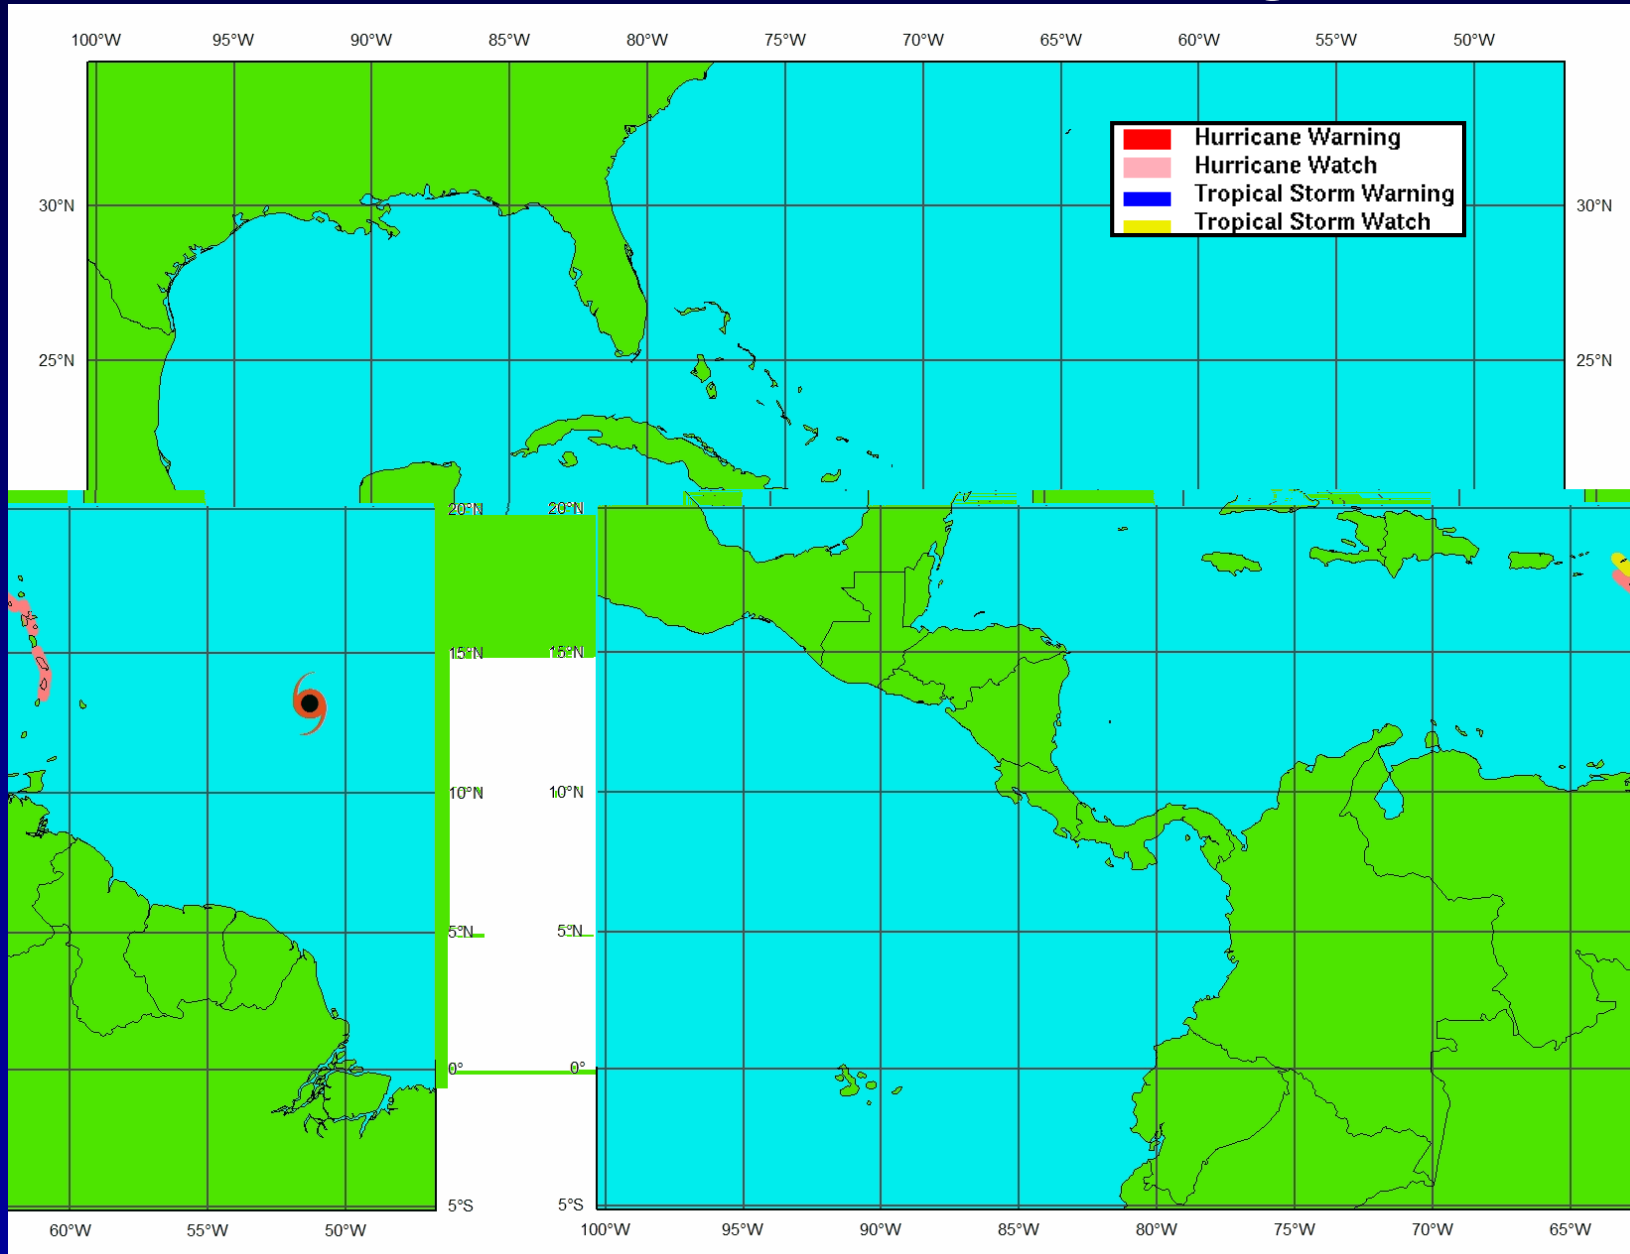 100°W 95°W 90°W 85°W 80°W 75°W 70°W 65°W 60°W 55°W 50°W
Hurricane Warning
Hurricane Watch
Tropical Storm Warning
Tropical Storm Watch
30°N 30°N
25°N 25°N
20°N 20°N
15°N 15°N
10°N 10°N
5°N 5°N
0° 0°
5°S 5°S
60°W 55°W 50°W 100°W 95°W 90°W 85°W 80°W 75°W 70°W 65°W